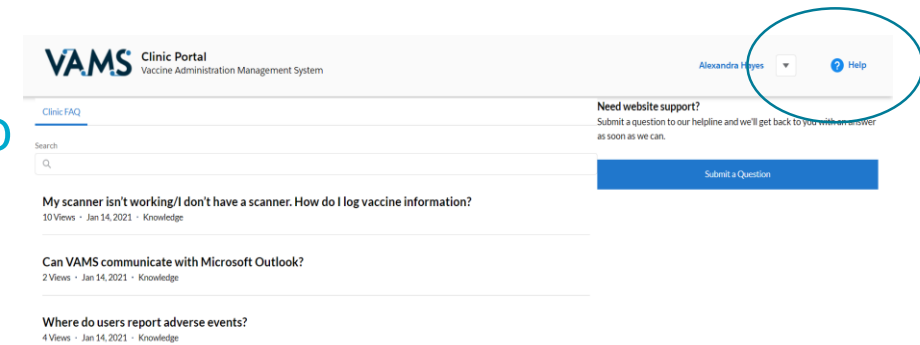 VAMS
Clinic Portal
Vaccine Administration Management System
Alexandra Hayes
Help
Clinic FAQ
Search
My scanner isn't working/I don't have a scanner. How do I log vaccine information?
10 Views · Jan 14, 2021 · Knowledge
Can VAMS communicate with Microsoft Outlook?
2 Views · Jan 14, 2021 · Knowledge
Where do users report adverse events?
4 Views · Jan 14, 2021 · Knowledge
Need website support?
Submit a question to our helpline and we'll get back to you with an answer
as soon as we can.
Submit a Question